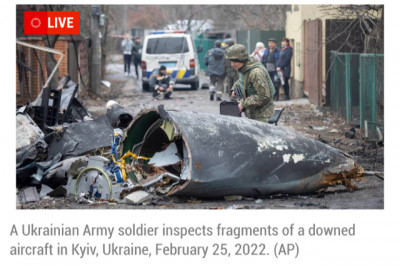 LIVE
A Ukrainian Army soldier inspects fragments of a downed
aircraft in Kyiv, Ukraine, February 25, 2022. (AP)